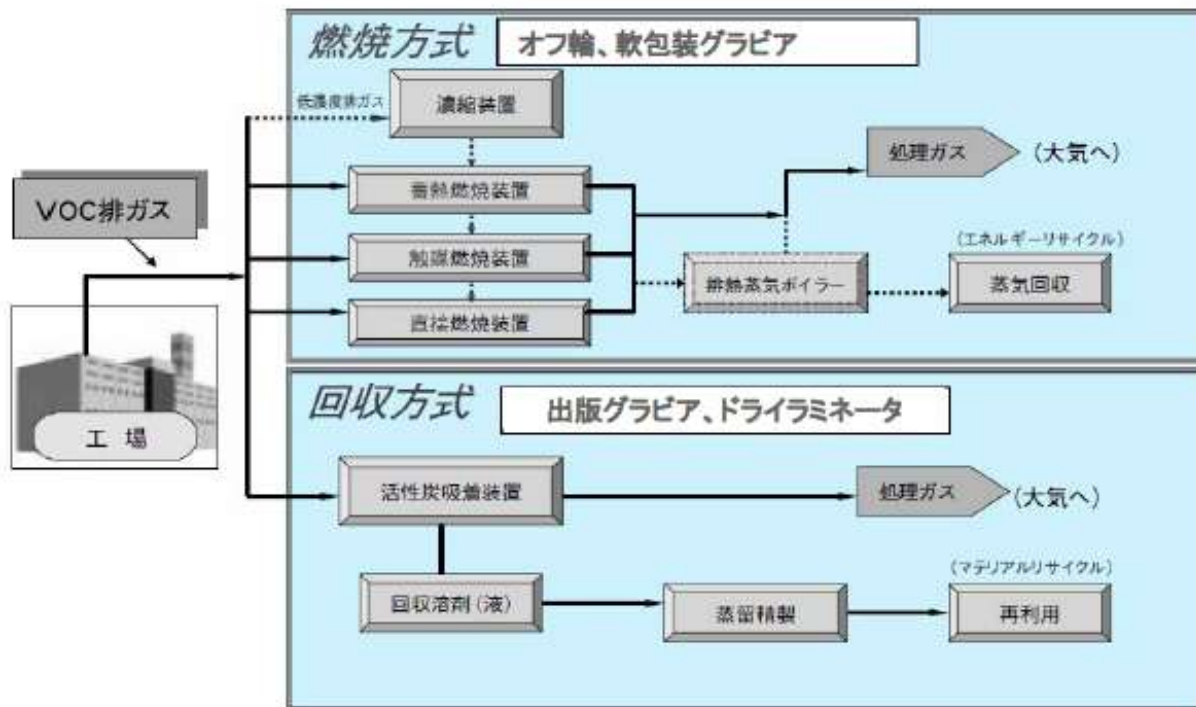 燃焼方式
オフ輪、軟包装グラビア
低濃度排ガス
濃縮装置
蓄熱燃焼装置
触媒燃焼装置
直接燃焼装置
処理ガス
(大気へ)
排熱蒸気ボイラー
(エネルギーリサイクル)
蒸気回収
VOC排ガス
工 場
回収方式
出版グラビア、ドライラミネータ
活性炭吸着装置
処理ガス
(大気へ)
回収溶剤(液)
蒸留精製
(マテリアルリサイクル)
再利用